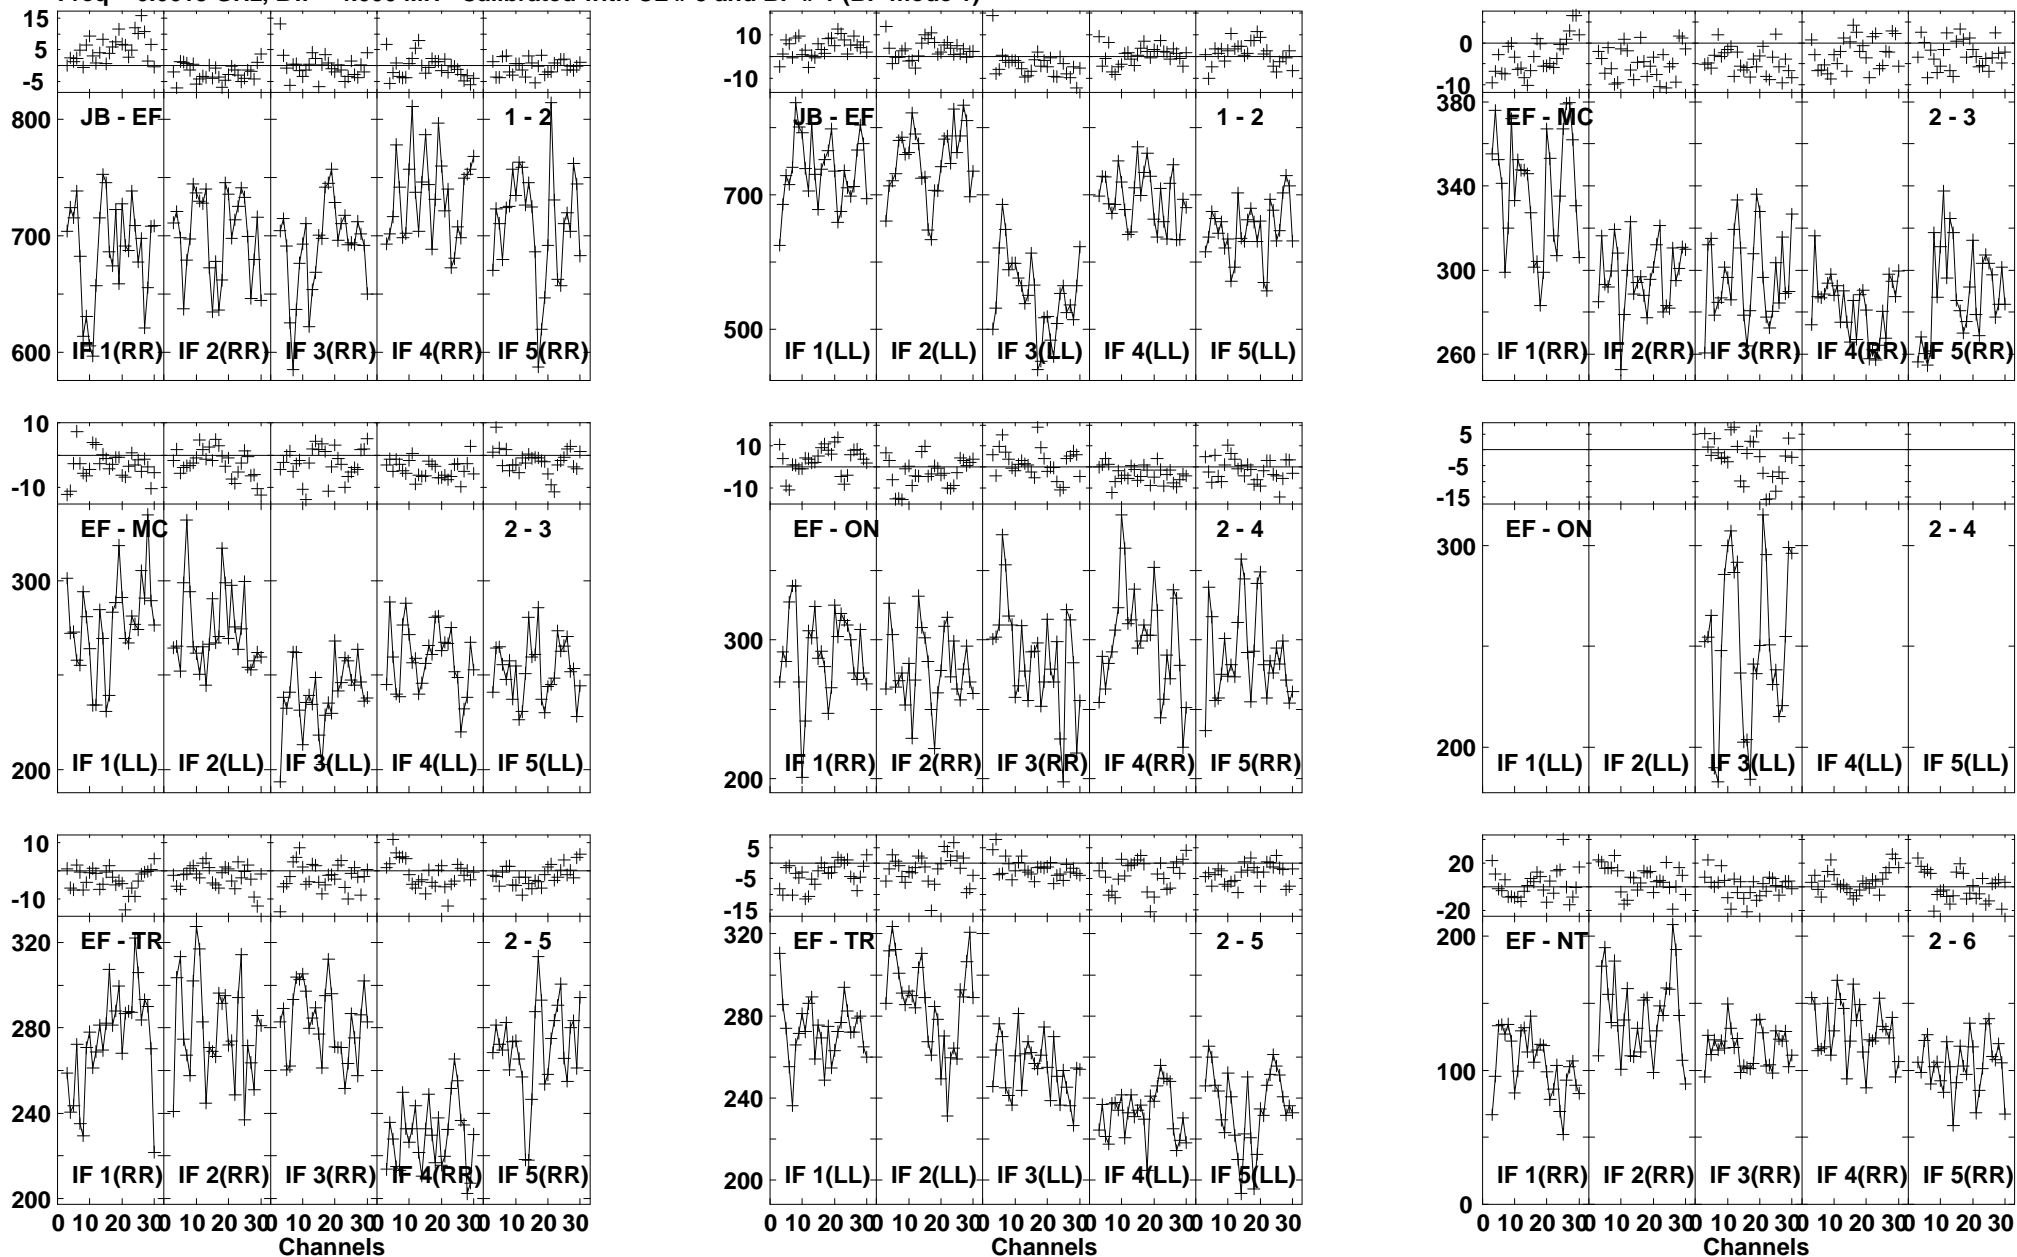 15
5
-5
JB - EF 1 - 2
800
700
600
IF 1(RR) IF 2(RR) IF 3(RR) IF 4(RR) IF 5(RR)
10
-10
JB - EF 1 - 2
700
500
IF 1(LL) IF 2(LL) IF 3(LL) IF 4(LL) IF 5(LL)
0
-10
EF - MC 2 - 3
380
340
300
260
IF 1(RR) IF 2(RR) IF 3(RR) IF 4(RR) IF 5(RR)
10
-10
EF - MC 2 - 3
300
200
IF 1(LL) IF 2(LL) IF 3(LL) IF 4(LL) IF 5(LL)
10
-10
EF - ON 2 - 4
300
200
IF 1(RR) IF 2(RR) IF 3(RR) IF 4(RR) IF 5(RR)
5
-5
-15
EF - ON 2 - 4
300
200
IF 1(LL) IF 2(LL) IF 3(LL) IF 4(LL) IF 5(LL)
10
-10
EF - TR 2 - 5
320
280
240
200
IF 1(RR) IF 2(RR) IF 3(RR) IF 4(RR) IF 5(RR)
0 10 20 30 0 10 20 30 0 10 20 30 0 10 20 30 0 10 20 30
Channels
5
-5
-15
EF - TR 2 - 5
320
280
240
200
IF 1(LL) IF 2(LL) IF 3(LL) IF 4(LL) IF 5(LL)
0 10 20 30 0 10 20 30 0 10 20 30 0 10 20 30 0 10 20 30
Channels
20
-20
EF - NT 2 - 6
200
100
0
IF 1(RR) IF 2(RR) IF 3(RR) IF 4(RR) IF 5(RR)
0 10 20 30 0 10 20 30 0 10 20 30 0 10 20 30 0 10 20 30
Channels